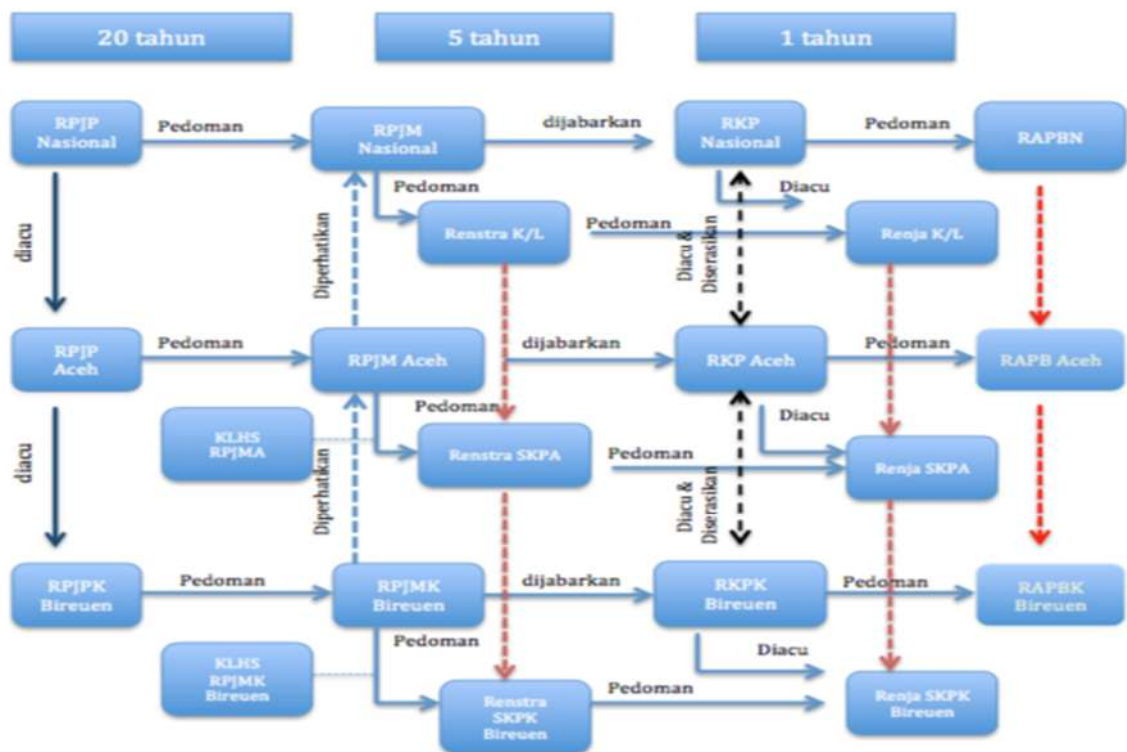 20 tahun
5 tahun
1 tahun
RPJP
Nasional
Pedoman
RPJM
Nasional
dijabarkan
RKP
Nasional
Pedoman
RAPBN
diacu
Diperhatikan
Pedoman
Renstra K/L
Pedoman
Diacu &
Diserasikan
Diacu
Renja K/L
RPJP
Aceh
Pedoman
RPJM Aceh
dijabarkan
RKP Aceh
Pedoman
RAPB Aceh
diacu
KLHS
RPJMA
Diperhatikan
Pedoman
Renstra SKPA
Pedoman
Diacu &
Diserasikan
Diacu
Renja SKPA
RPJPK
Bireuen
Pedoman
RPJMK
Bireuen
dijabarkan
RKPK
Bireuen
Pedoman
RAPBK
Bireuen
KLHS
RPJMK
Bireuen
Pedoman
Renstra
SKPK
Bireuen
Pedoman
Diacu
Renja SKPK
Bireuen